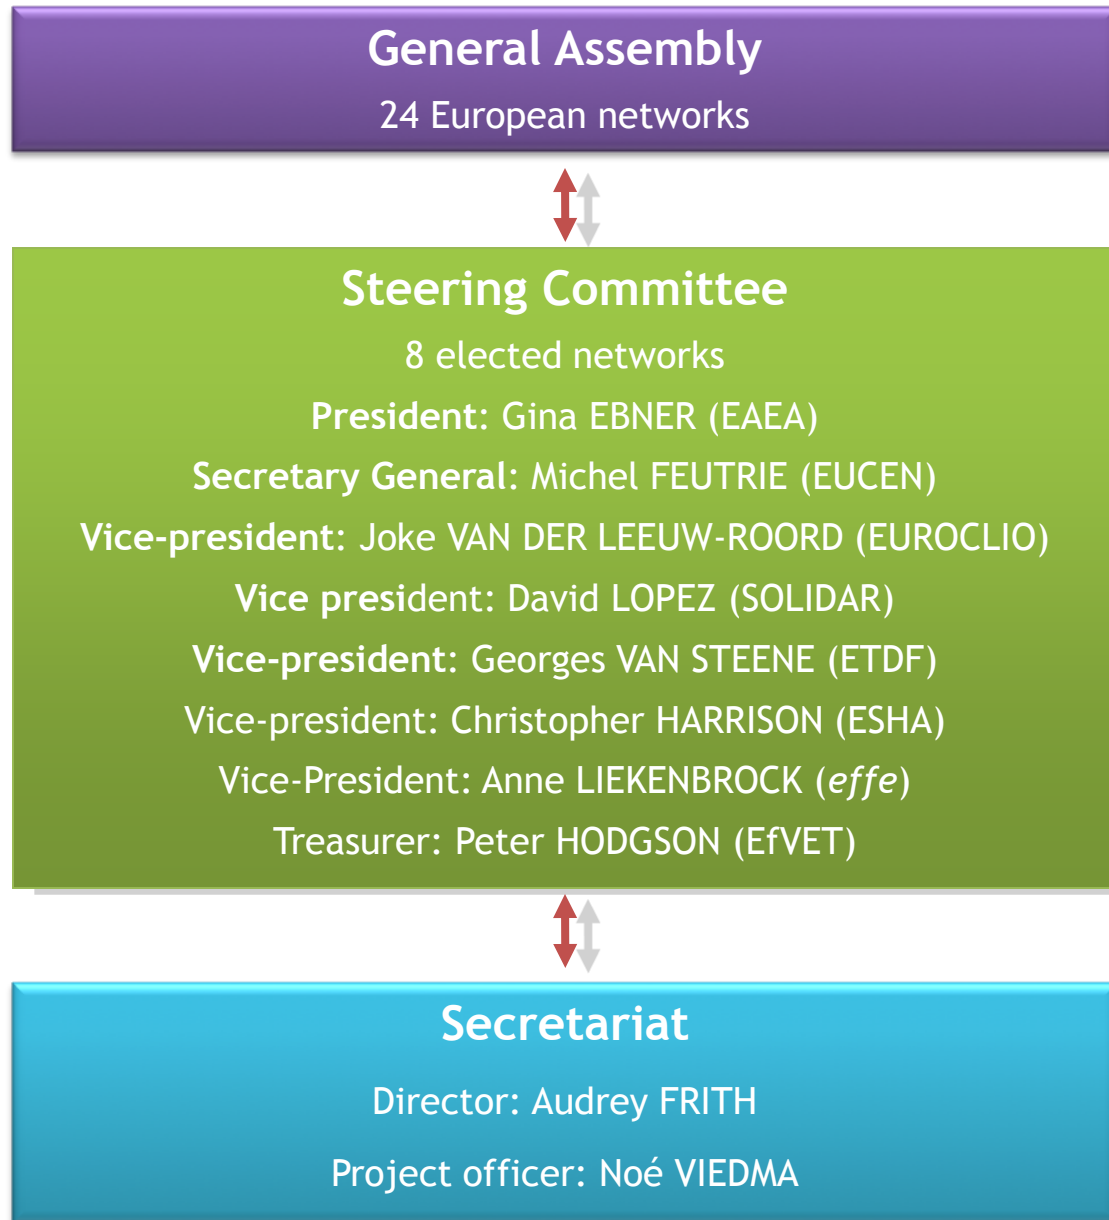 General Assembly
24 European networks
Steering Committee
8 elected networks
President: Gina EBNER (EAEA)
Secretary General: Michel FEUTRIE (EUCEN)
Vice-president: Joke VAN DER LEEUW-ROORD (EUROCLIO)
Vice president: David LOPEZ (SOLIDAR)
Vice-president: Georges VAN STEENE (ETDF)
Vice-president: Christopher HARRISON (ESHA)
Vice-President: Anne LIEKENBROCK (effe)
Treasurer: Peter HODGSON (EfVET)
Secretariat
Director: Audrey FRITH
Project officer: Noé VIEDMA